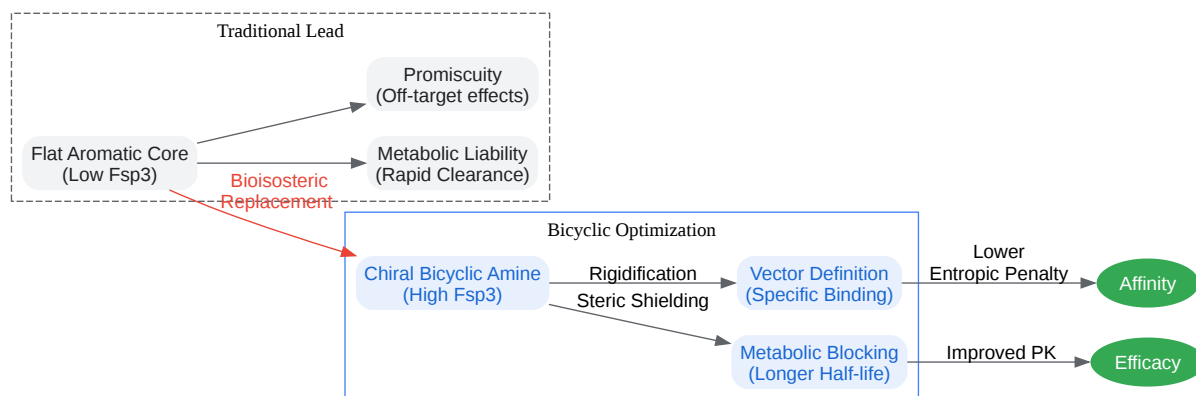 Traditional Lead
Promiscuity
(Off-target effects)
Flat Aromatic Core
(Low Fsp3)
Metabolic Liability
(Rapid Clearance)
Bioisosteric
Replacement
Bicyclic Optimization
Chiral Bicyclic Amine
(High Fsp3)
Rigidification
Steric Shielding
Vector Definition
(Specific Binding)
Lower
Entropic Penalty
Affinity
Metabolic Blocking
(Longer Half-life)
Improved PK
Efficacy